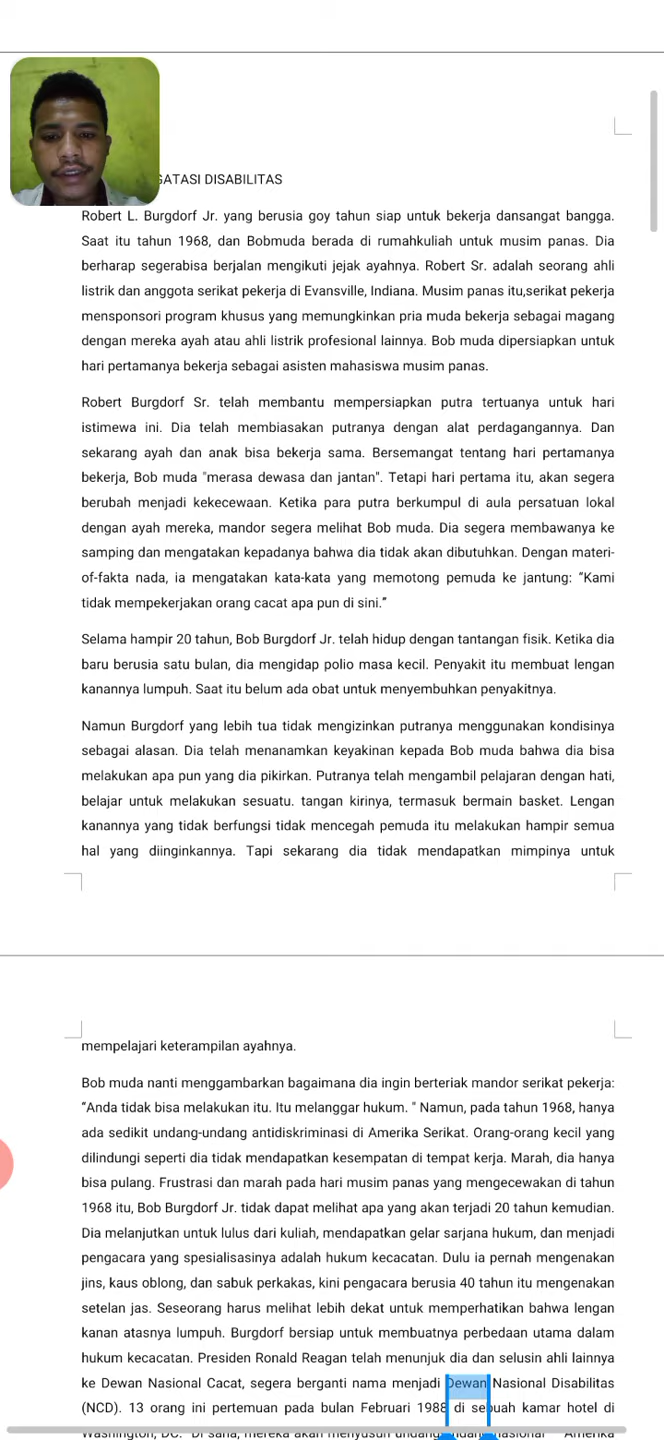 GATASI DISABILITAS
Robert L. Burgdorf Jr. yang berusia goy tahun siap untuk bekerja dansangat bangga.
Saat itu tahun 1968, dan Bobmuda berada di rumahkuliah untuk musim panas. Dia
berharap segerabisa berjalan mengikuti jejak ayahnya. Robert Sr. adalah seorang ahli
listrik dan anggota serikat pekerja di Evansville, Indiana. Musim panas itu,serikat pekerja
mensponsori program khusus yang memungkinkan pria muda bekerja sebagai magang
dengan mereka ayah atau ahli listrik profesional lainnya. Bob muda dipersiapkan untuk
hari pertamanya bekerja sebagai asisten mahasiswa musim panas.
Robert Burgdorf Sr. telah membantu mempersiapkan putra tertuanya untuk hari
istimewa ini. Dia telah membiasakan putranya dengan alat perdagangannya. Dan
sekarang ayah dan anak bisa bekerja sama. Bersemangat tentang hari pertamanya
bekerja, Bob muda "merasa dewasa dan jantan". Tetapi hari pertama itu, akan segera
berubah menjadi kekecewaan. Ketika para putra berkumpul di aula persatuan lokal
dengan ayah mereka, mandor segera melihat Bob muda. Dia segera membawanya ke
samping dan mengatakan kepadanya bahwa dia tidak akan dibutuhkan. Dengan materi-
of-fakta nada, ia mengatakan kata-kata yang memotong pemuda ke jantung: “Kami
tidak mempekerjakan orang cacat apa pun di sini.”
Selama hampir 20 tahun, Bob Burgdorf Jr. telah hidup dengan tantangan fisik. Ketika dia
baru berusia satu bulan, dia mengidap polio masa kecil. Penyakit itu membuat lengan
kanannya lumpuh. Saat itu belum ada obat untuk menyembuhkan penyakitnya.
Namun Burgdorf yang lebih tua tidak mengizinkan putranya menggunakan kondisinya
sebagai alasan. Dia telah menanamkan keyakinan kepada Bob muda bahwa dia bisa
melakukan apa pun yang dia pikirkan. Putranya telah mengambil pelajaran dengan hati,
belajar untuk melakukan sesuatu. tangan kirinya, termasuk bermain basket. Lengan
kanannya yang tidak berfungsi tidak mencegah pemuda itu melakukan hampir semua
hal yang diinginkannya. Tapi sekarang dia tidak mendapatkan mimpinya untuk
mempelajari keterampilan ayahnya.
Bob muda nanti menggambarkan bagaimana dia ingin berteriak mandor serikat pekerja:
“Anda tidak bisa melakukan itu. Itu melanggar hukum. " Namun, pada tahun 1968, hanya
ada sedikit undang-undang antidiskriminasi di Amerika Serikat. Orang-orang kecil yang
dilindungi seperti dia tidak mendapatkan kesempatan di tempat kerja. Marah, dia hanya
bisa pulang. Frustrasi dan marah pada hari musim panas yang mengecewakan di tahun
1968 itu, Bob Burgdorf Jr. tidak dapat melihat apa yang akan terjadi 20 tahun kemudian.
Dia melanjutkan untuk lulus dari kuliah, mendapatkan gelar sarjana hukum, dan menjadi
pengacara yang spesialisasinya adalah hukum kecacatan. Dulu ia pernah mengenakan
jins, kaus oblong, dan sabuk perkakas, kini pengacara berusia 40 tahun itu mengenakan
setelan jas. Seseorang harus melihat lebih dekat untuk memperhatikan bahwa lengan
kanan atasnya lumpuh. Burgdorf bersiap untuk membuatnya perbedaan utama dalam
hukum kecacatan. Presiden Ronald Reagan telah menunjuk dia dan selusin ahli lainnya
ke Dewan Nasional Cacat, segera berganti nama menjadi Dewan Nasional Disabilitas
(NCD). 13 orang ini pertemuan pada bulan Februari 1988 di sebuah kamar hotel di